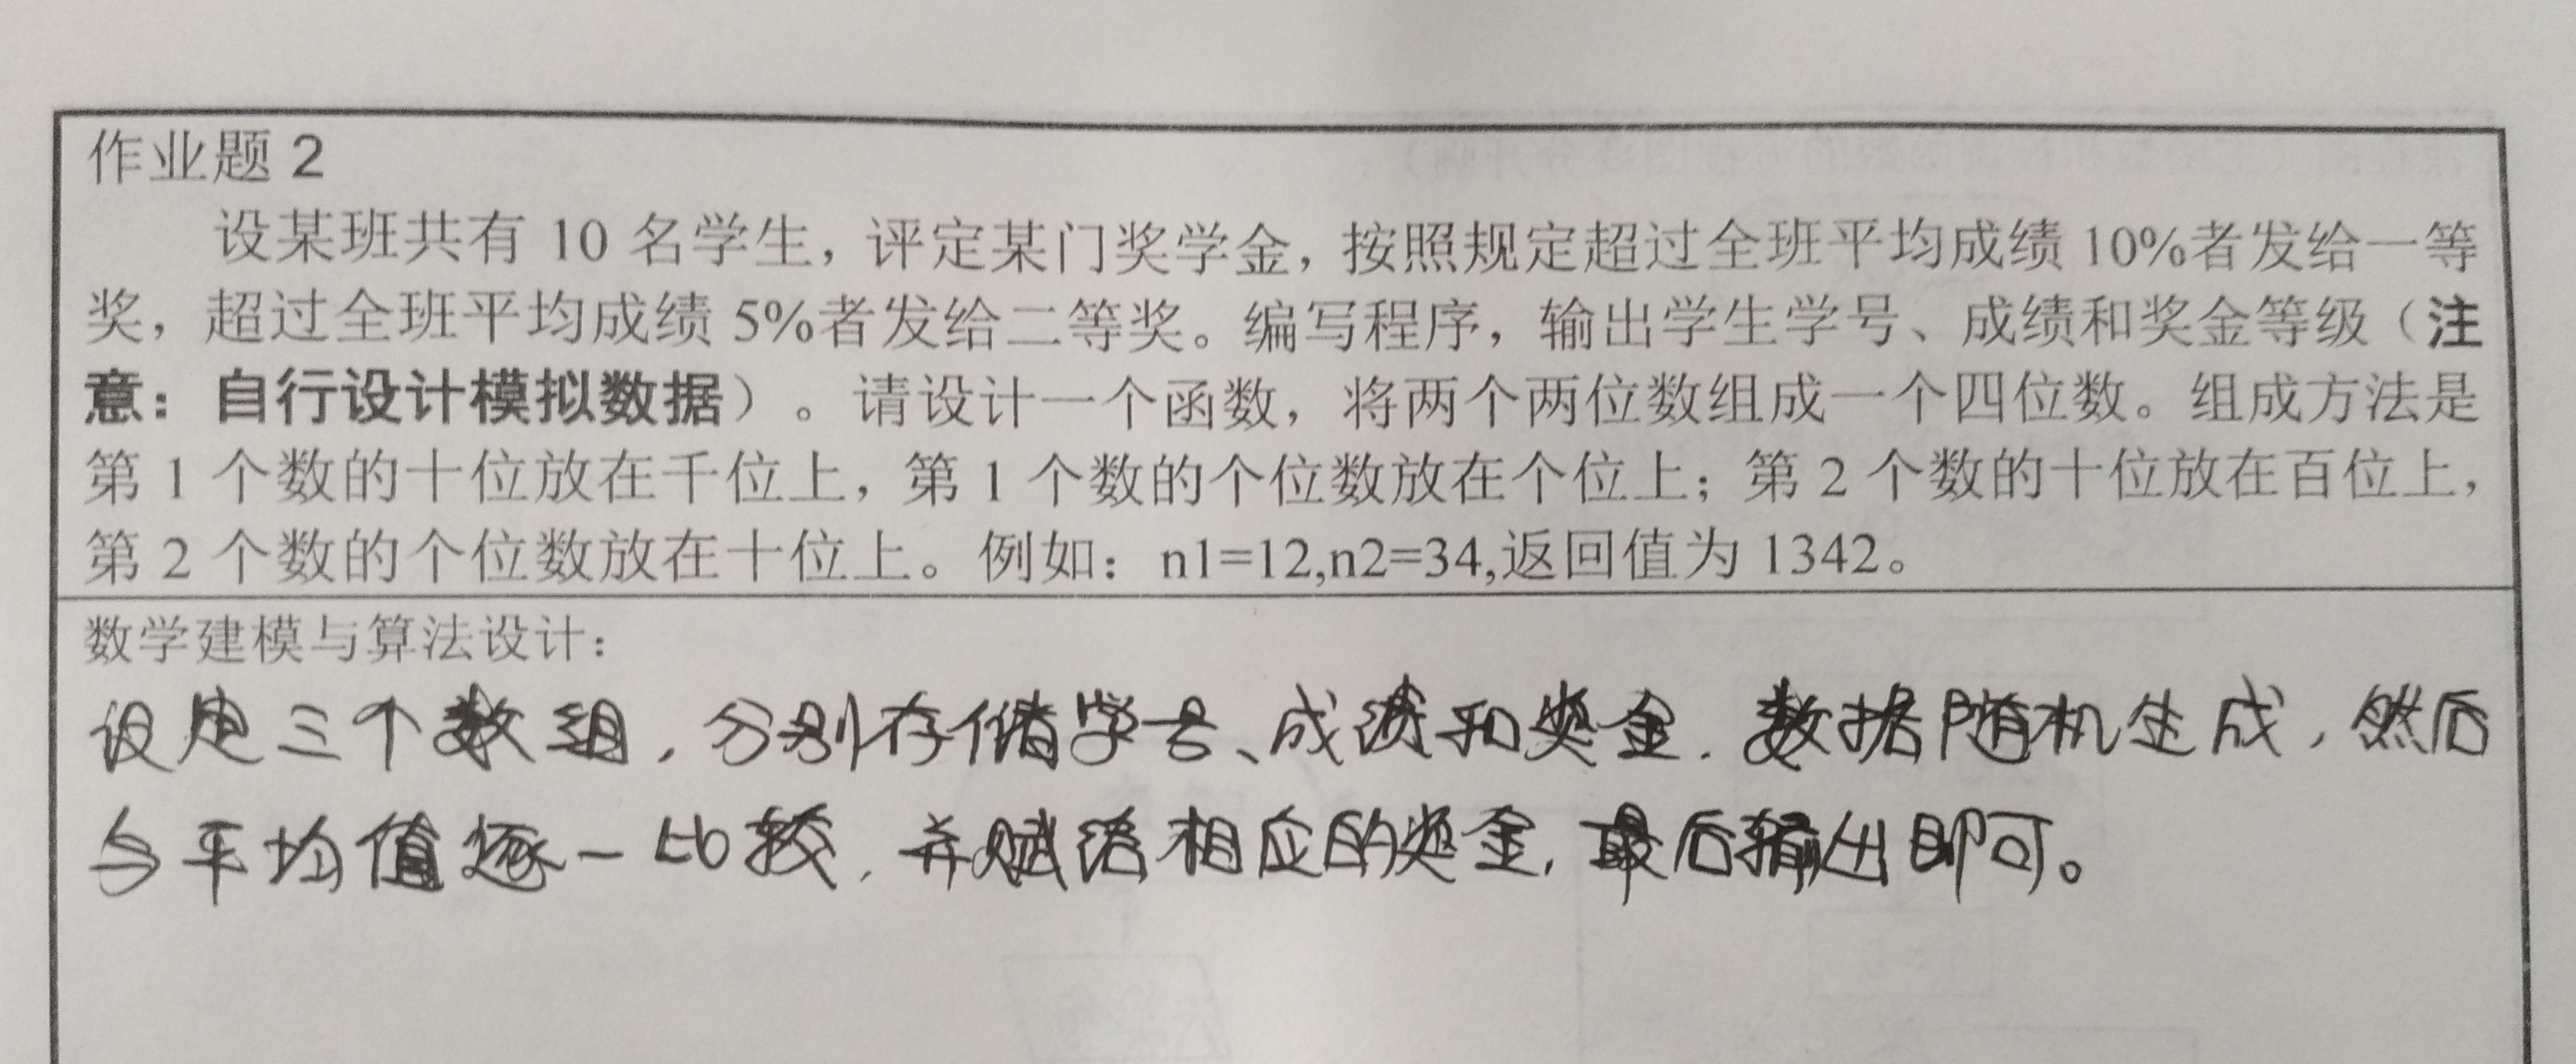 作业题 2
设某班共有 10 名学生，评定某门奖学金，按照规定超过全班平均成绩 10%者发给一等
奖，超过全班平均成绩 5%者发给二等奖。编写程序，输出学生学号、成绩和奖金等级（注
意：自行设计模拟数据）。请设计一个函数，将两个两位数组成一个四位数。组成方法是
第 1 个数的十位放在千位上，第 1 个数的个位数放在个位上；第 2 个数的十位放在百位上，
第 2 个数的个位数放在十位上。例如：n1=12,n2=34,返回值为 1342。
数学建模与算法设计：
设定三个数组，分别存储学号、成绩和奖金．数据随机生成，然后
与平均值逐一比较，并赋给相应的奖金，最后输出即可。